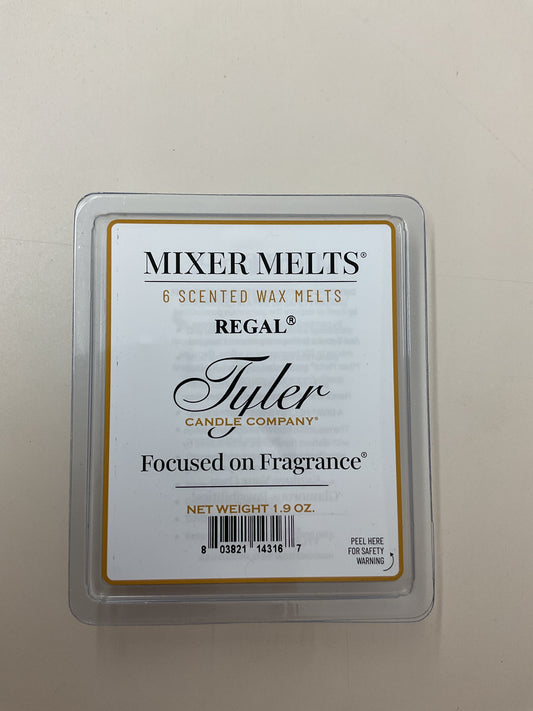 MIXER MELTS®
6 SCENTED WAX MELTS
REGAL®
Tyler
CANDLE COMPANY®
Focused on Fragrance®
NET WEIGHT 1.9 OZ.
8 03821 14316 7
PEEL HERE
FOR SAFETY
WARNING